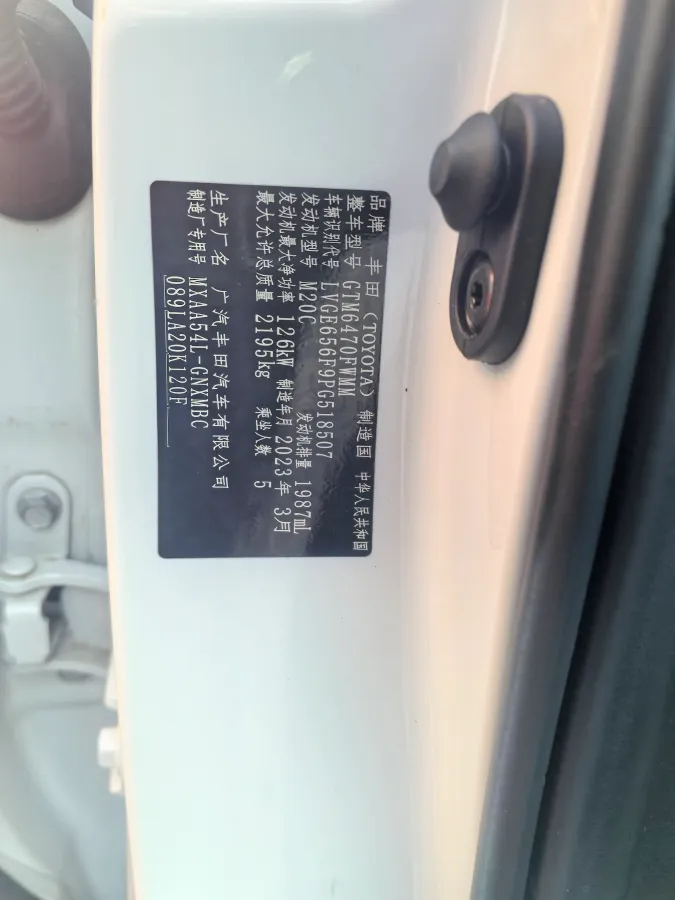 品牌 丰田 (TOYOTA) 制造国 中华人民共和国
整车型号 GTM6470FWMM
车辆识别代号 LVGE656F9PG518507
发动机型号 M20C 发动机排量 1987mL
发动机最大净功率 126kW 制造年月 2023年 3月
最大允许总质量 2195kg 乘坐人数 5
生产厂名 广汽丰田汽车有限公司
制造厂专用号 MXAA54L-GNXMBC
089LA20K120F